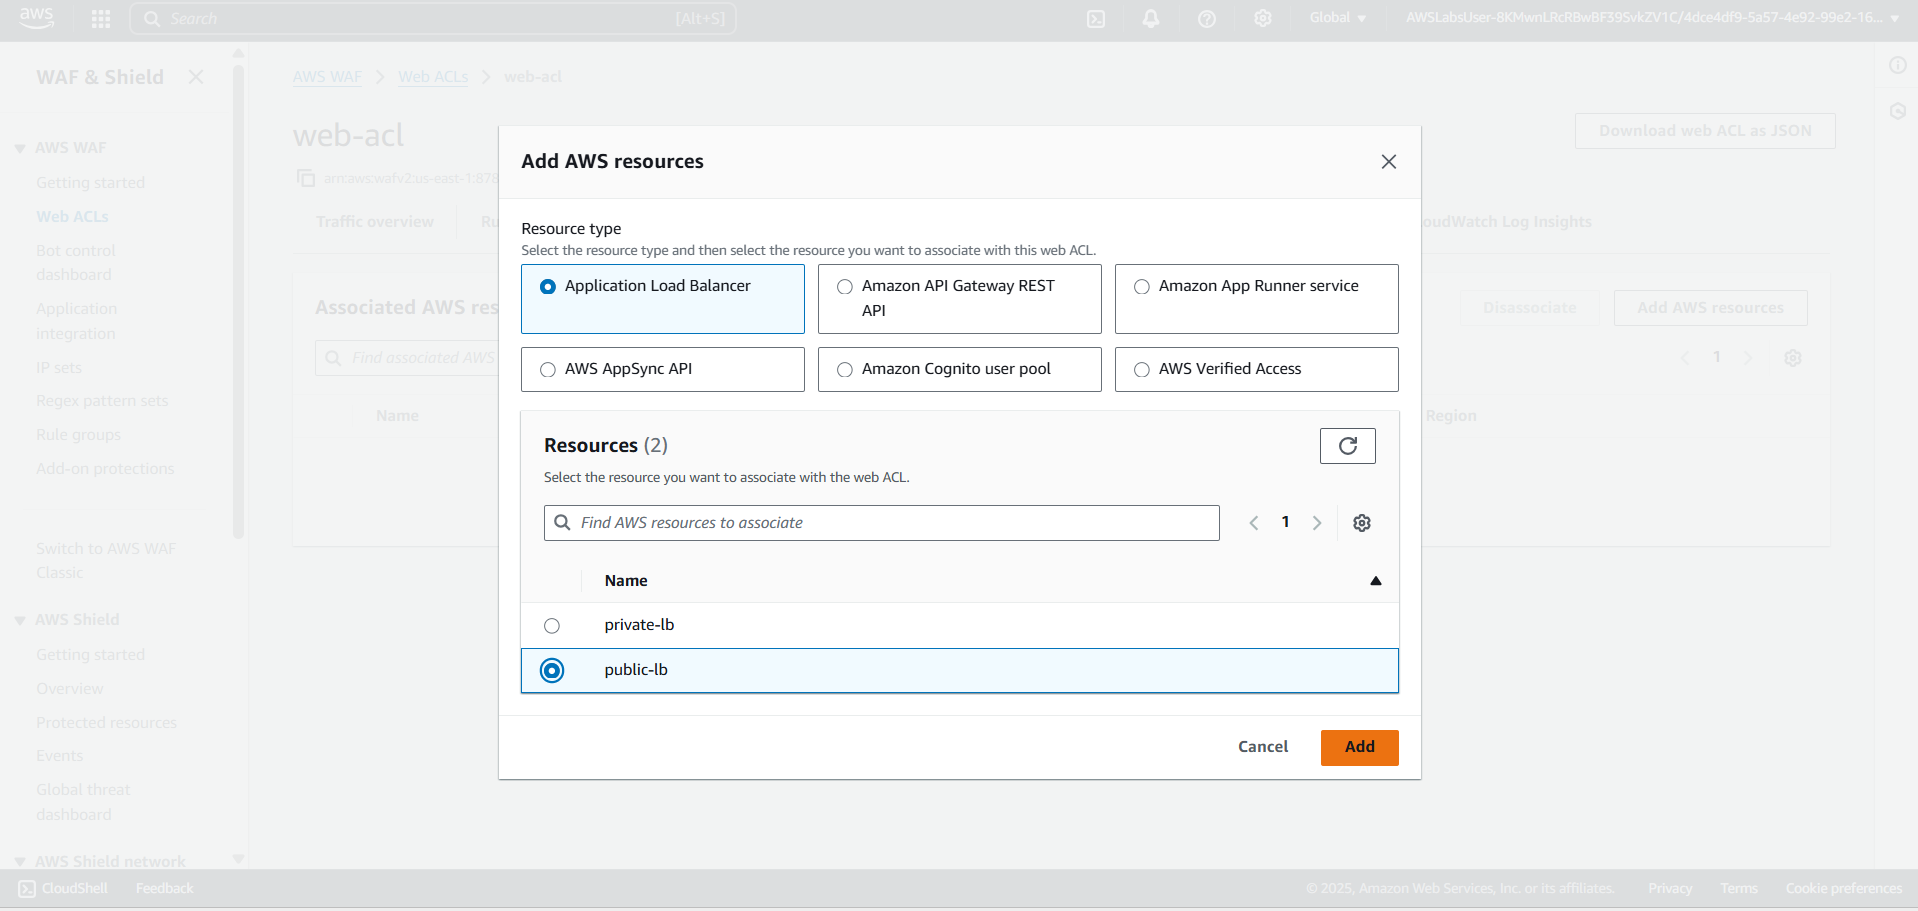 aws
Search
[Alt+S]
Global
AWSLabsUser-8KMwnLRcRBwBF39SvkZV1C/4dce4df9-5a57-4e92-99e2-16...
WAF & Shield
AWS WAF
Getting started
Web ACLs
Bot control
dashboard
Application
integration
IP sets
Regex pattern sets
Rule groups
Add-on protections
Switch to AWS WAF
Classic
AWS Shield
Getting started
Overview
Protected resources
Events
Global threat
dashboard
AWS Shield network
AWS WAF
Web ACLs
web-acl
web-acl
Download web ACL as JSON
arn:aws:wafv2:us-east-1:878
Traffic overview
Ru
oudWatch Log Insights
Associated AWS res
Disassociate
Add AWS resources
Find associated AWS
1
Name
Region
Add AWS resources
Resource type
Select the resource type and then select the resource you want to associate with this web ACL.
Application Load Balancer
Amazon API Gateway REST
API
Amazon App Runner service
AWS AppSync API
Amazon Cognito user pool
AWS Verified Access
Resources (2)
Select the resource you want to associate with the web ACL.
Find AWS resources to associate
1
Name
private-lb
public-lb
Cancel
Add
CloudShell
Feedback
© 2025, Amazon Web Services, Inc. or its affiliates.
Privacy
Terms
Cookie preferences